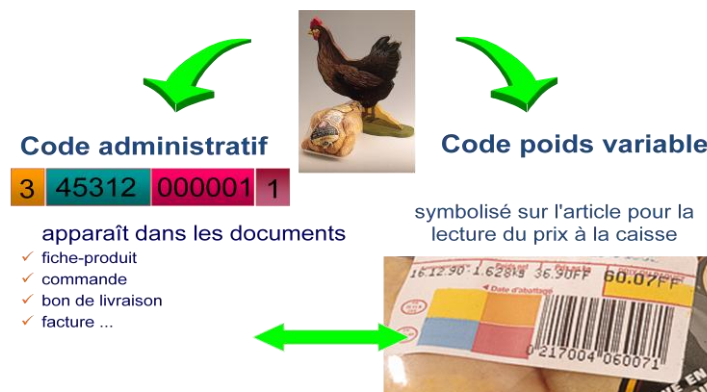 Code administratif
3 45312 000001 1
apparaît dans les documents
✓ fiche-produit
✓ commande
✓ bon de livraison
✓ facture ...
Code poids variable
symbolisé sur l'article pour la
lecture du prix à la caisse
Poids net
16.12.90 1.628kg 36.90FF 60.07FF
◄ Date d'abattage
0 217004 060071